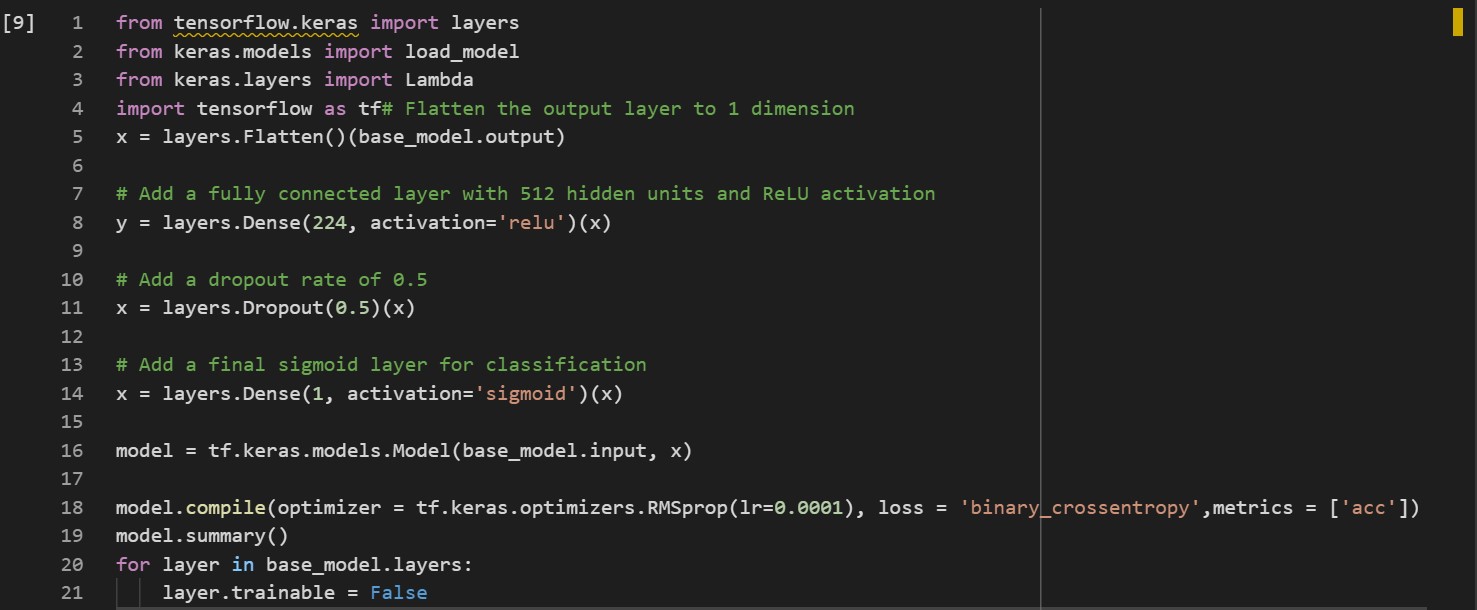 [9] 1 from tensorflow.keras import layers
2 from keras.models import load_model
3 from keras.layers import Lambda
4 import tensorflow as tf# Flatten the output layer to 1 dimension
5 x = layers.Flatten()(base_model.output)
6
7 # Add a fully connected layer with 512 hidden units and ReLU activation
8 y = layers.Dense(224, activation='relu')(x)
9
10 # Add a dropout rate of 0.5
11 x = layers.Dropout(0.5)(x)
12
13 # Add a final sigmoid layer for classification
14 x = layers.Dense(1, activation='sigmoid')(x)
15
16 model = tf.keras.models.Model(base_model.input, x)
17
18 model.compile(optimizer = tf.keras.optimizers.RMSprop(lr=0.0001), loss = 'binary_crossentropy',metrics = ['acc'])
19 model.summary()
20 for layer in base_model.layers:
21     layer.trainable = False